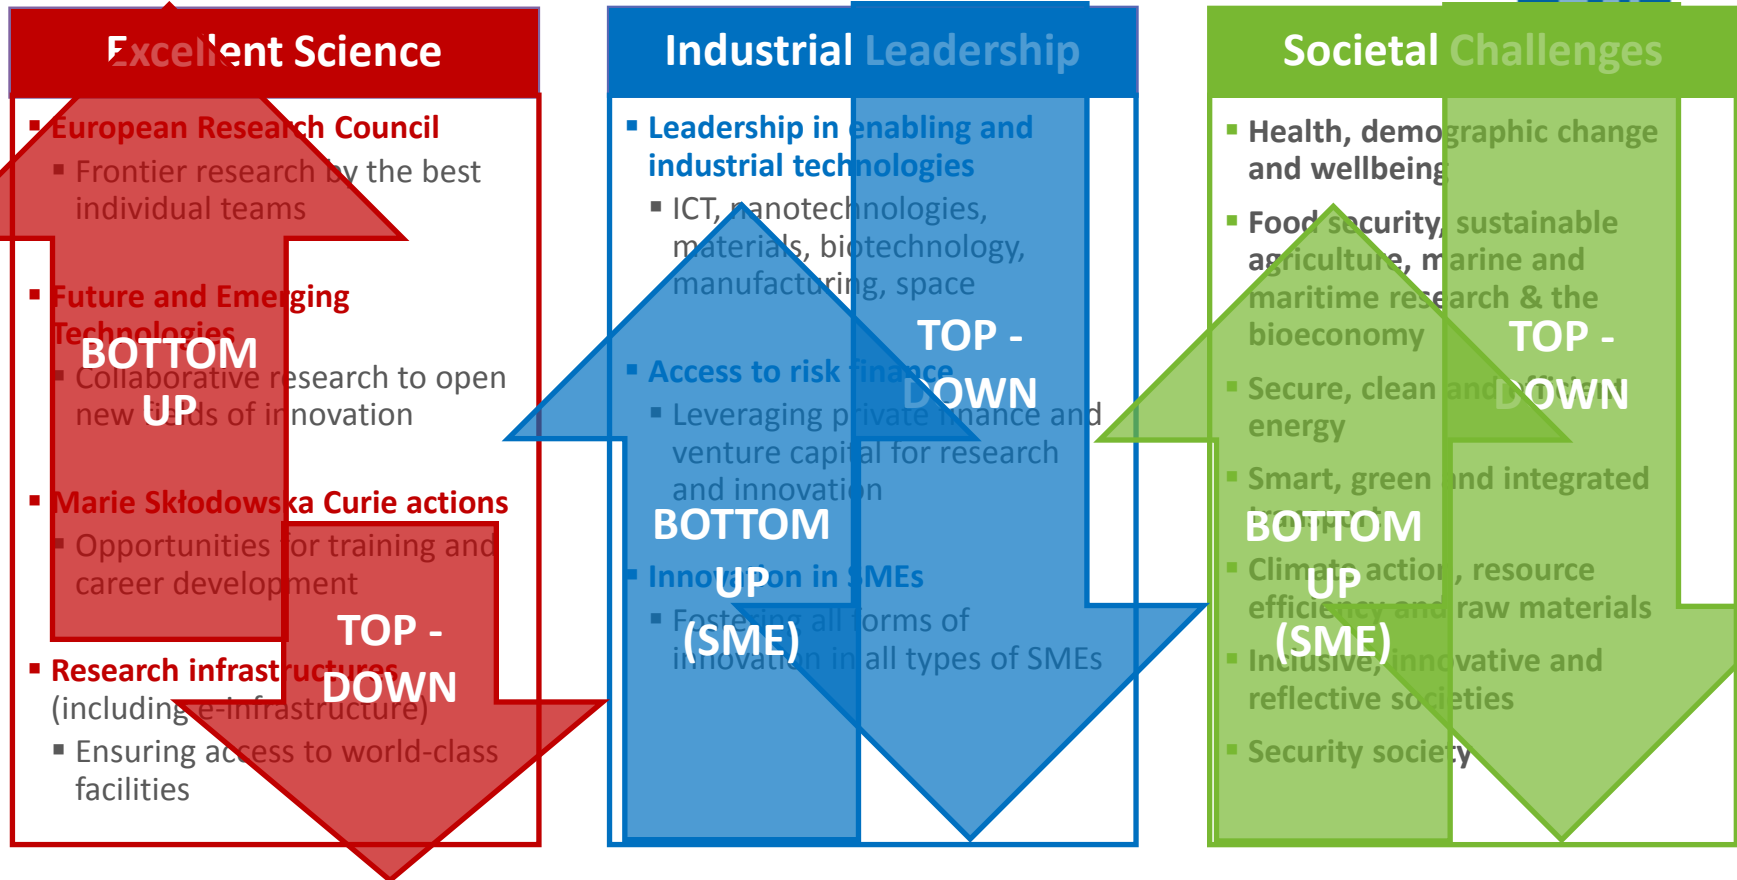 Excellent Science
European Research Council
Frontier research by the best
individual teams
Future and Emerging
Technologies
Collaborative research to open
new fields of innovation
Marie Skłodowska Curie actions
Opportunities for training and
career development
Research infrastructures
(including e-infrastructure)
Ensuring access to world-class
facilities
BOTTOM
UP
TOP -
DOWN
Industrial Leadership
Leadership in enabling and
industrial technologies
ICT, nanotechnologies,
materials, biotechnology,
manufacturing, space
Access to risk finance
Leveraging private finance and
venture capital for research
and innovation
Innovation in SMEs
Fostering all forms of
innovation in all types of SMEs
BOTTOM
UP
(SME)
TOP -
DOWN
Societal Challenges
Health, demographic change
and wellbeing
Food security, sustainable
agriculture, marine and
maritime research & the
bioeconomy
Secure, clean and efficient
energy
Smart, green and integrated
transport
Climate action, resource
efficiency and raw materials
Inclusive, innovative and
reflective societies
Security society
BOTTOM
UP
(SME)
TOP -
DOWN